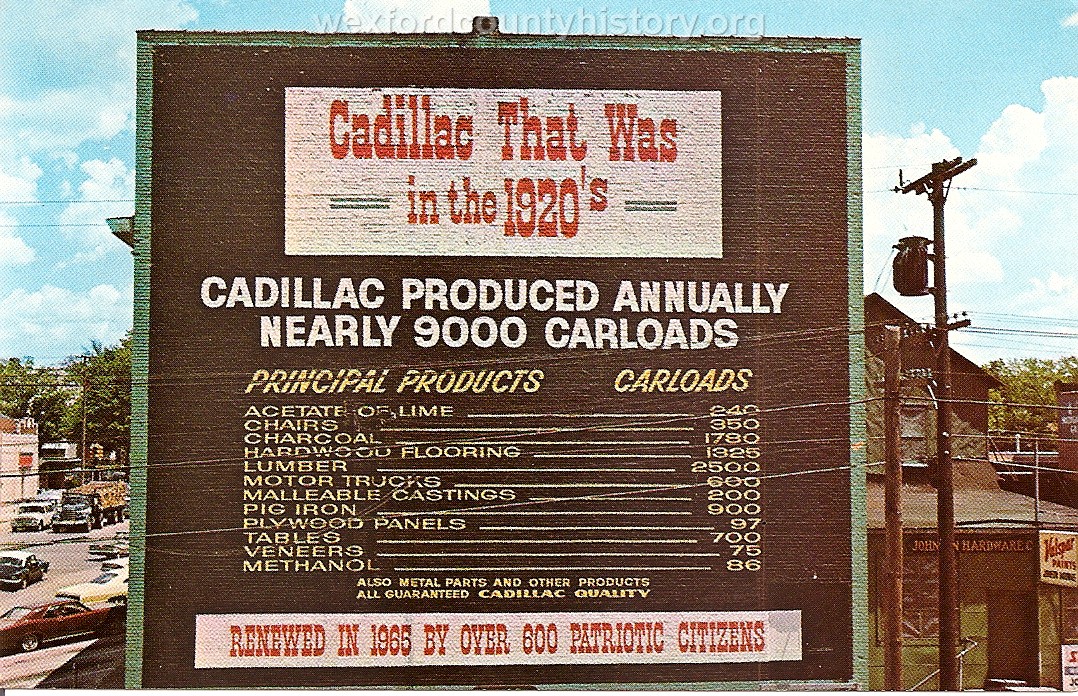 wexfordcountyhistory.org
Cadillac That Was
in the 1920's
CADILLAC PRODUCED ANNUALLY
NEARLY 9000 CARLOADS
PRINCIPAL PRODUCTS CARLOADS
ACETATE OF LIME 240
CHAIRS 350
CHARCOAL 1780
HARDWOOD FLOORING 1325
LUMBER 2500
MOTOR TRUCKS 600
MALLEABLE CASTINGS 200
PIG IRON 900
PLYWOOD PANELS 97
TABLES 700
VENEERS 75
METHANOL 86
ALSO METAL PARTS AND OTHER PRODUCTS
ALL GUARANTEED CADILLAC QUALITY
RENEWED IN 1965 BY OVER 600 PATRIOTIC CITIZENS
HARDWARE
Valspar
PAINTS